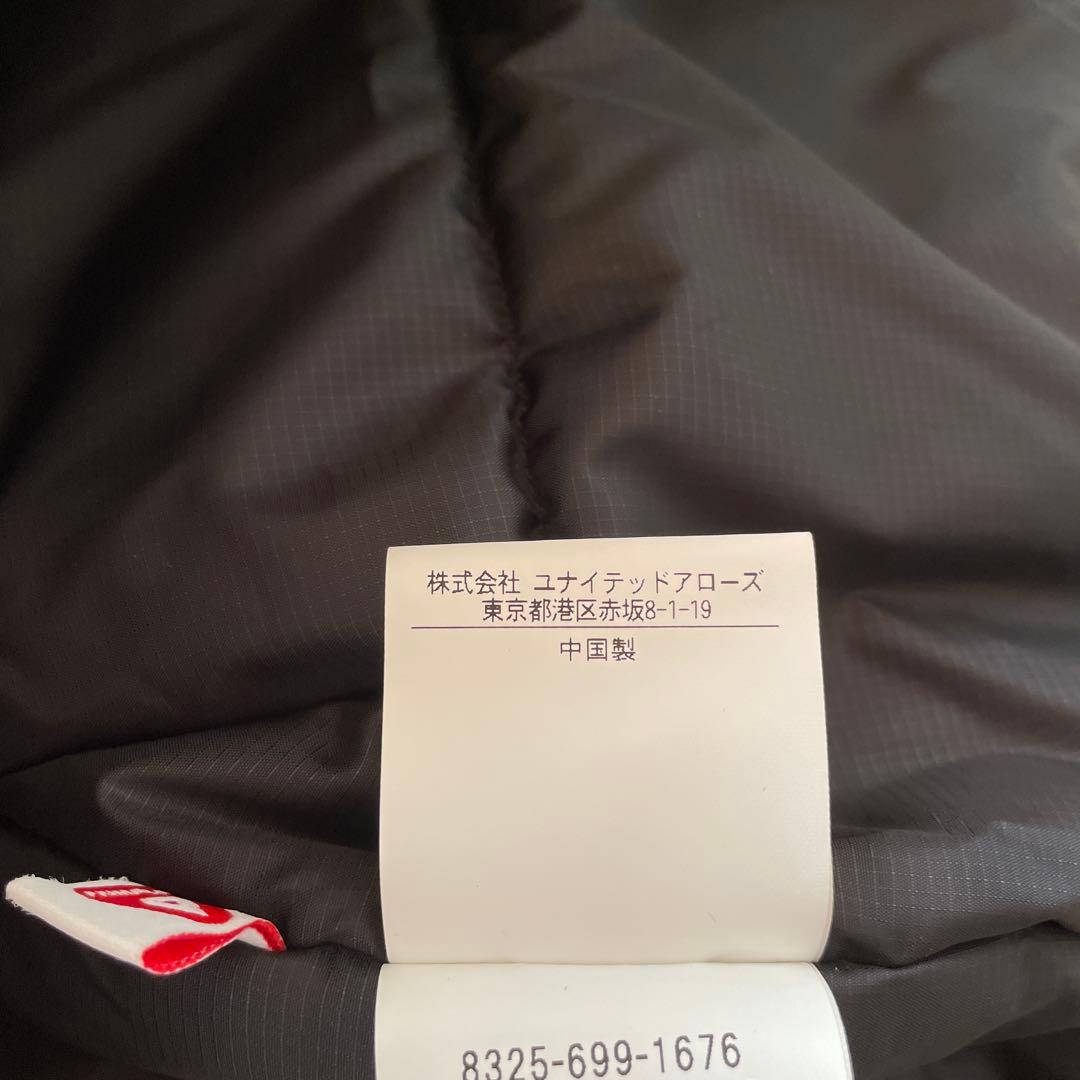 株式会社 ユナイテッドアローズ
東京都港区赤坂8-1-19
中国製
8325-699-1676